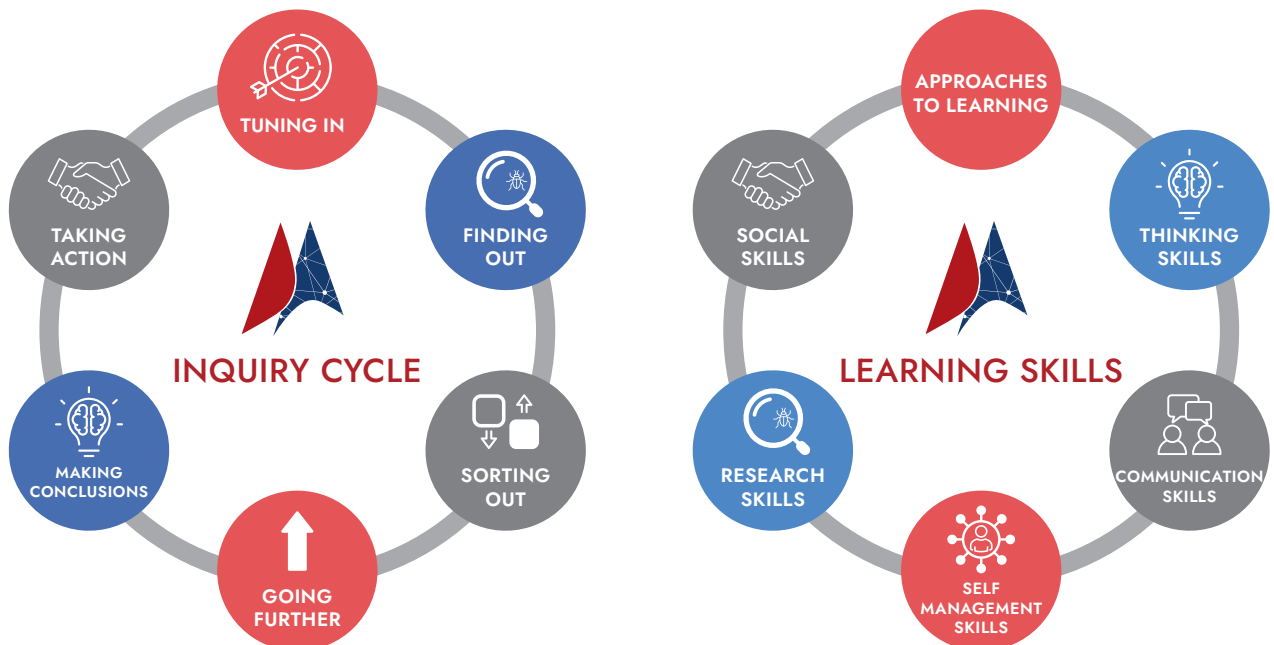 TUNING IN
FINDING
OUT
SORTING
OUT
GOING
FURTHER
MAKING
CONCLUSIONS
TAKING
ACTION
INQUIRY CYCLE
APPROACHES
TO LEARNING
THINKING
SKILLS
COMMUNICATION
SKILLS
SELF
MANAGEMENT
SKILLS
RESEARCH
SKILLS
SOCIAL
SKILLS
LEARNING SKILLS